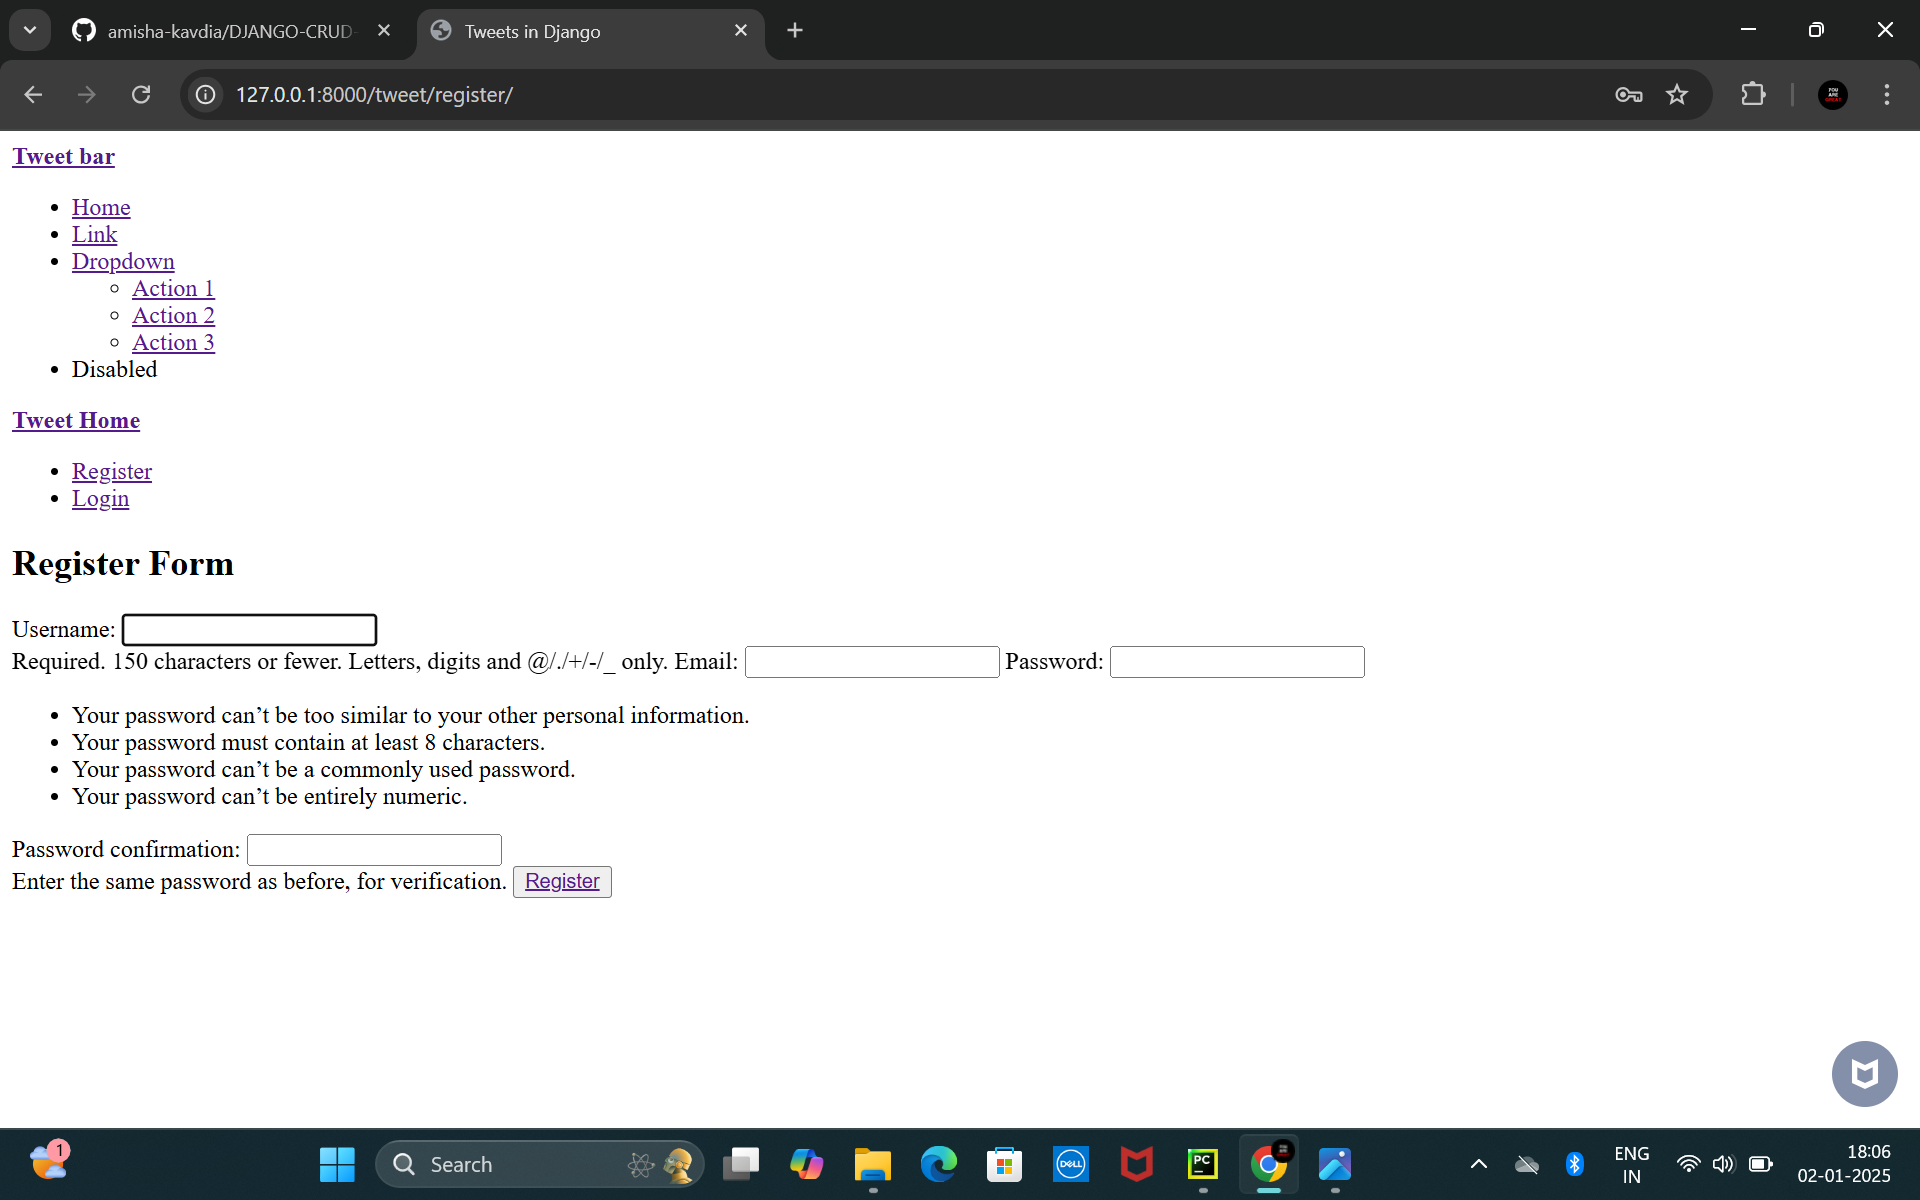 amisha-kavdia/DJANGO-CRUD-
Tweets in Django
127.0.0.1:8000/tweet/register/
YOU ARE GREAT
Tweet bar
Home
Link
Dropdown
Action 1
Action 2
Action 3
Disabled
Tweet Home
Register
Login
Register Form
Username:
Required. 150 characters or fewer. Letters, digits and @/./+/-/_ only. Email: Password:
Your password can’t be too similar to your other personal information.
Your password must contain at least 8 characters.
Your password can’t be a commonly used password.
Your password can’t be entirely numeric.
Password confirmation:
Enter the same password as before, for verification. Register
1
Search
DELL
PC
ENG
IN
18:06
02-01-2025